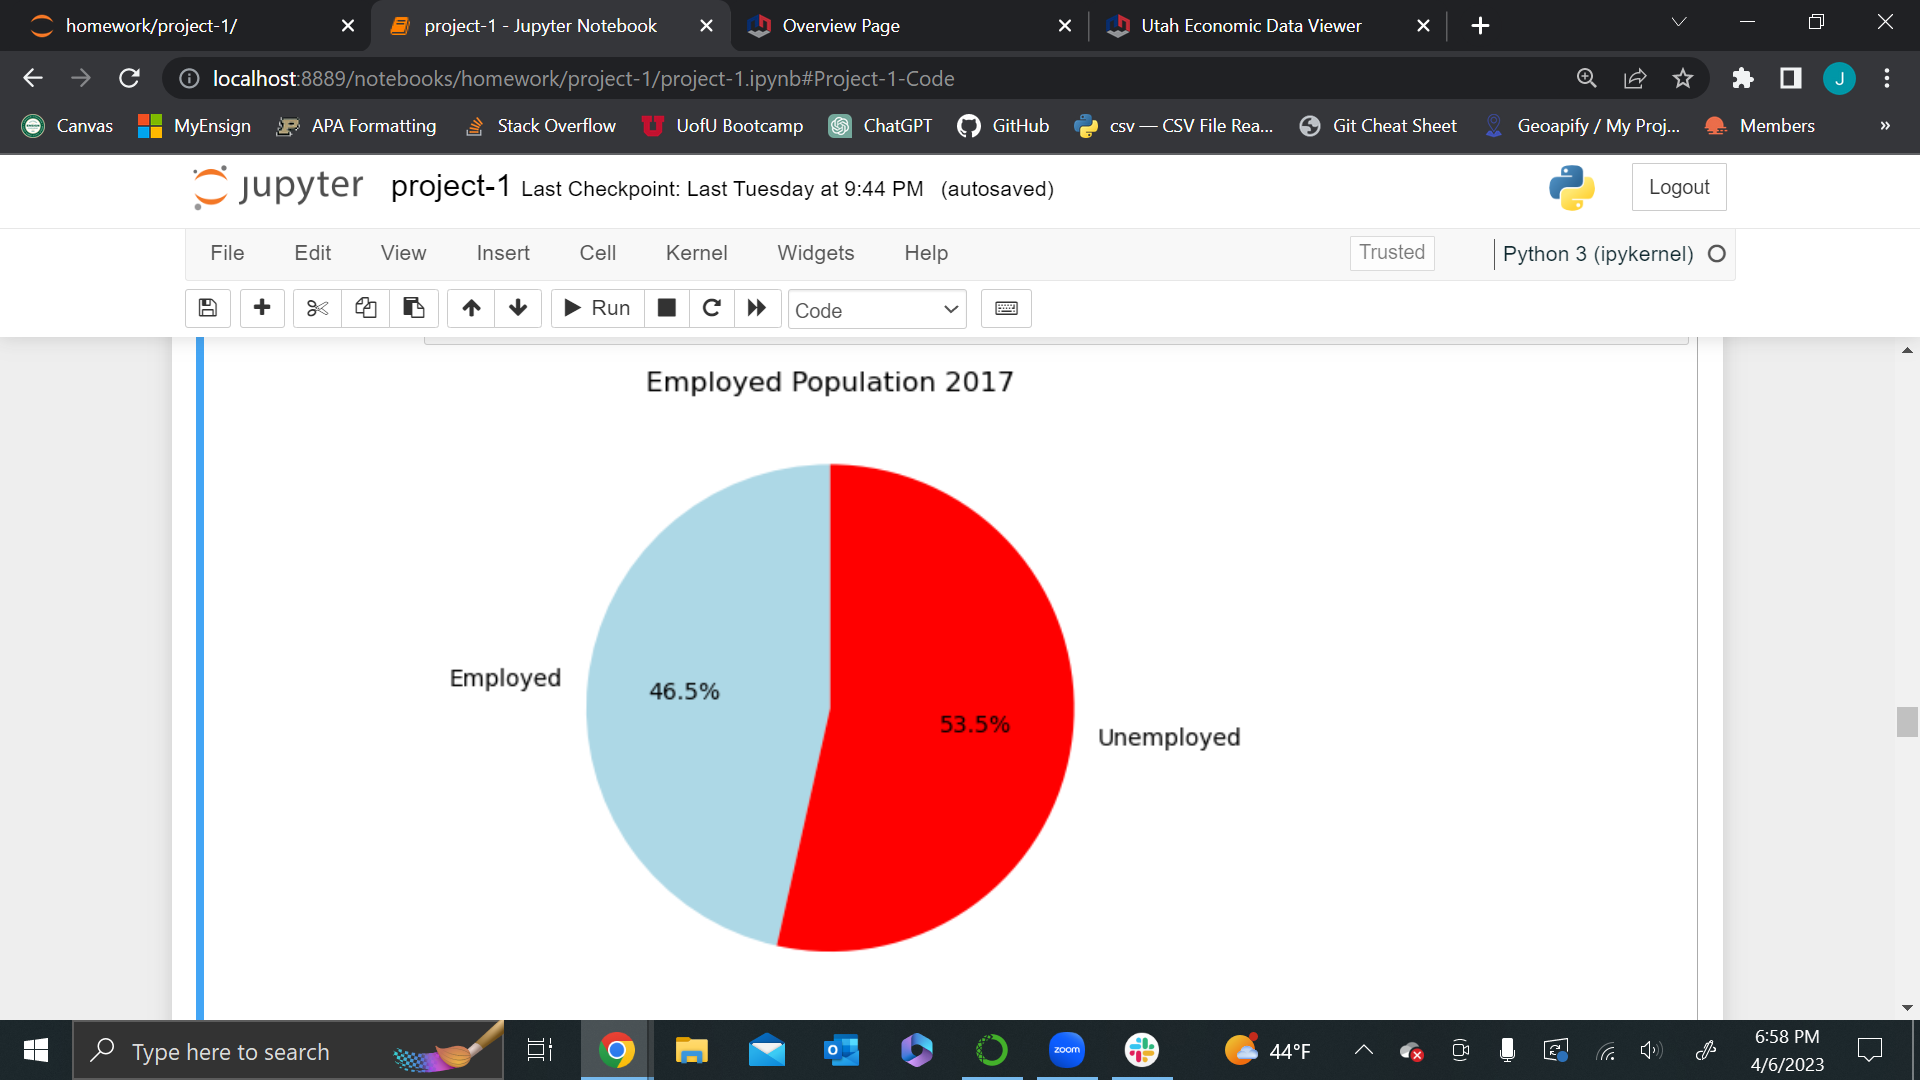 homework/project-1/
project-1 - Jupyter Notebook
Overview Page
Utah Economic Data Viewer
localhost:8889/notebooks/homework/project-1/project-1.ipynb#Project-1-Code
J
Canvas
MyEnsign
APA Formatting
Stack Overflow
UofU Bootcamp
ChatGPT
GitHub
csv — CSV File Rea...
Git Cheat Sheet
Geoapify / My Proj...
Members
»
jupyter
project-1 Last Checkpoint: Last Tuesday at 9:44 PM (autosaved)
Logout
File
Edit
View
Insert
Cell
Kernel
Widgets
Help
Trusted
Python 3 (ipykernel)
Run
Code
Employed Population 2017
Employed
46.5%
53.5%
Unemployed
Type here to search
zoom
44°F
6:58 PM
4/6/2023